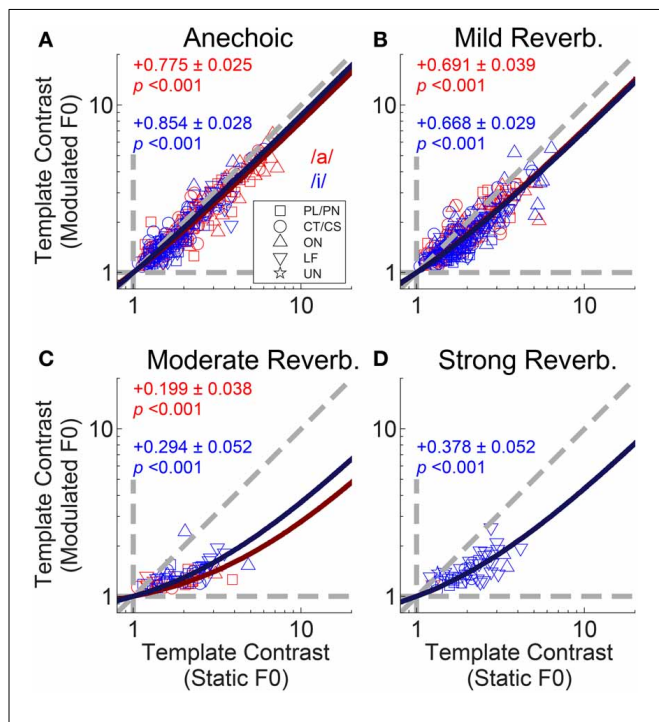 A Anechoic
+0.775 ± 0.025
p <0.001
+0.854 ± 0.028
p <0.001
/a/
/i/
PL/PN
CT/CS
ON
LF
UN
Template Contrast
(Modulated F0)
10
1
1
10
B Mild Reverb.
+0.691 ± 0.039
p <0.001
+0.668 ± 0.029
p <0.001
10
1
1
10
C Moderate Reverb.
+0.199 ± 0.038
p <0.001
+0.294 ± 0.052
p <0.001
Template Contrast
(Modulated F0)
10
1
1
10
Template Contrast
(Static F0)
D Strong Reverb.
+0.378 ± 0.052
p <0.001
10
1
1
10
Template Contrast
(Static F0)